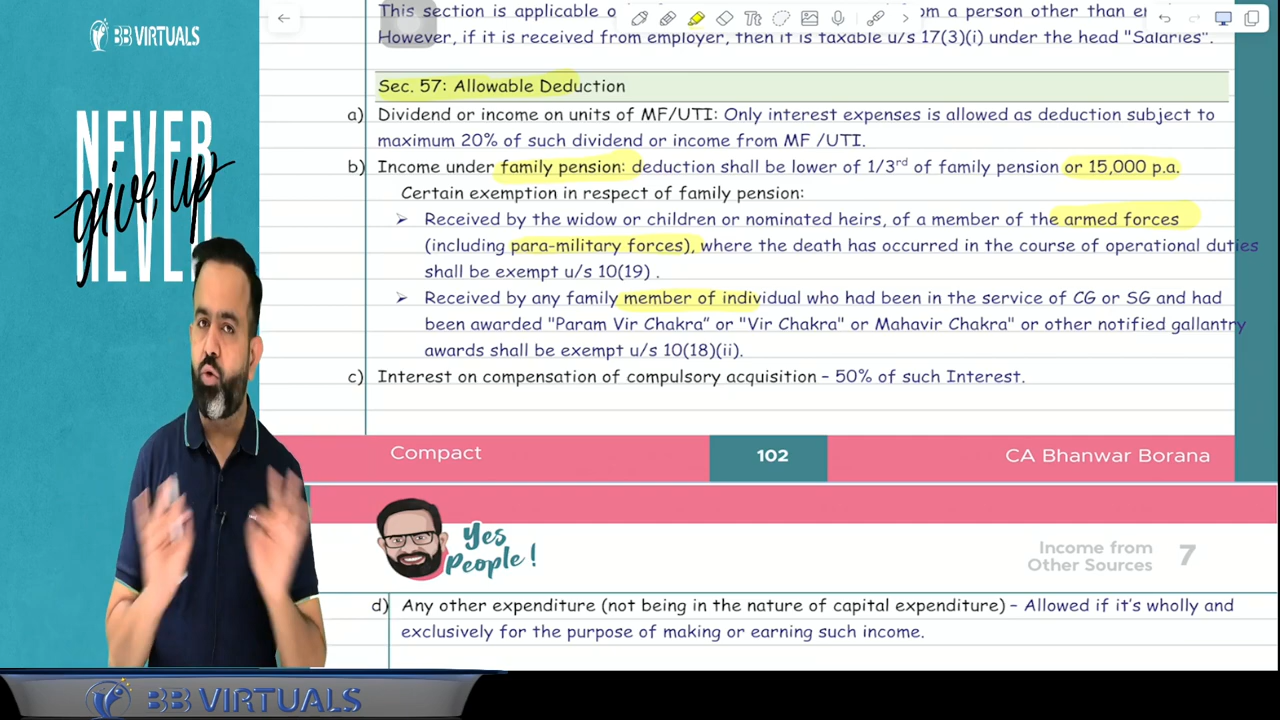 BB VIRTUALS
NEVER
give up
NEVER
This section is applicable o
om a person other than e
However, if it is received from employer, then it is taxable u/s 17(3)(i) under the head "Salaries".
Sec. 57: Allowable Deduction
a) Dividend or income on units of MF/UTI: Only interest expenses is allowed as deduction subject to
maximum 20% of such dividend or income from MF /UTI.
b) Income under family pension: deduction shall be lower of 1/3rd of family pension or 15,000 p.a.
Certain exemption in respect of family pension:
➢ Received by the widow or children or nominated heirs, of a member of the armed forces
(including para-military forces), where the death has occurred in the course of operational duties
shall be exempt u/s 10(19) .
➢ Received by any family member of individual who had been in the service of CG or SG and had
been awarded "Param Vir Chakra" or "Vir Chakra" or Mahavir Chakra" or other notified gallantry
awards shall be exempt u/s 10(18)(ii).
c) Interest on compensation of compulsory acquisition – 50% of such Interest.
Compact 102 CA Bhanwar Borana
Yes
People !
Income from
Other Sources 7
d) Any other expenditure (not being in the nature of capital expenditure) – Allowed if it's wholly and
exclusively for the purpose of making or earning such income.
BB VIRTUALS